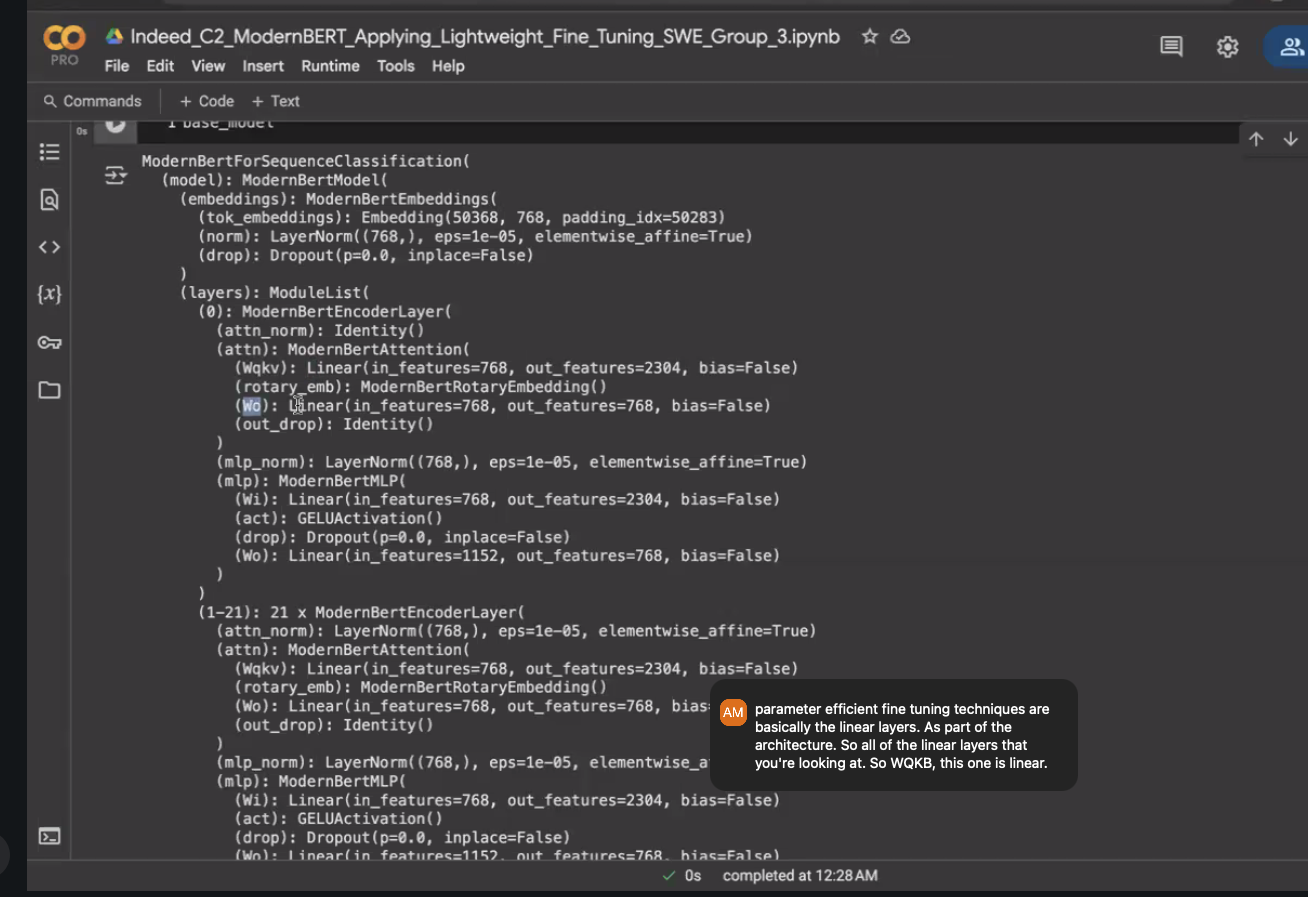 Indeed_C2_ModernBERT_Applying_Lightweight_Fine_Tuning_SWE_Group_3.ipynb
PRO
File Edit View Insert Runtime Tools Help
Commands + Code + Text
0s
1 base_model
ModernBertForSequenceClassification(
(model): ModernBertModel(
(embeddings): ModernBertEmbeddings(
(tok_embeddings): Embedding(50368, 768, padding_idx=50283)
(norm): LayerNorm((768,), eps=1e-05, elementwise_affine=True)
(drop): Dropout(p=0.0, inplace=False)
)
(layers): ModuleList(
(0): ModernBertEncoderLayer(
(attn_norm): Identity()
(attn): ModernBertAttention(
(Wqkv): Linear(in_features=768, out_features=2304, bias=False)
(rotary_emb): ModernBertRotaryEmbedding()
(Wo): Linear(in_features=768, out_features=768, bias=False)
(out_drop): Identity()
)
(mlp_norm): LayerNorm((768,), eps=1e-05, elementwise_affine=True)
(mlp): ModernBertMLP(
(Wi): Linear(in_features=768, out_features=2304, bias=False)
(act): GELUActivation()
(drop): Dropout(p=0.0, inplace=False)
(Wo): Linear(in_features=1152, out_features=768, bias=False)
)
)
(1-21): 21 x ModernBertEncoderLayer(
(attn_norm): LayerNorm((768,), eps=1e-05, elementwise_affine=True)
(attn): ModernBertAttention(
(Wqkv): Linear(in_features=768, out_features=2304, bias=False)
(rotary_emb): ModernBertRotaryEmbedding()
(Wo): Linear(in_features=768, out_features=768, bias
(out_drop): Identity()
)
(mlp_norm): LayerNorm((768,), eps=1e-05, elementwise_a
(mlp): ModernBertMLP(
(Wi): Linear(in_features=768, out_features=2304, bias=False)
(act): GELUActivation()
(drop): Dropout(p=0.0, inplace=False)
(Wo): Linear(in_features=1152, out_features=768, bias=False)
AM
parameter efficient fine tuning techniques are
basically the linear layers. As part of the
architecture. So all of the linear layers that
you're looking at. So WQKB, this one is linear.
0s completed at 12:28 AM